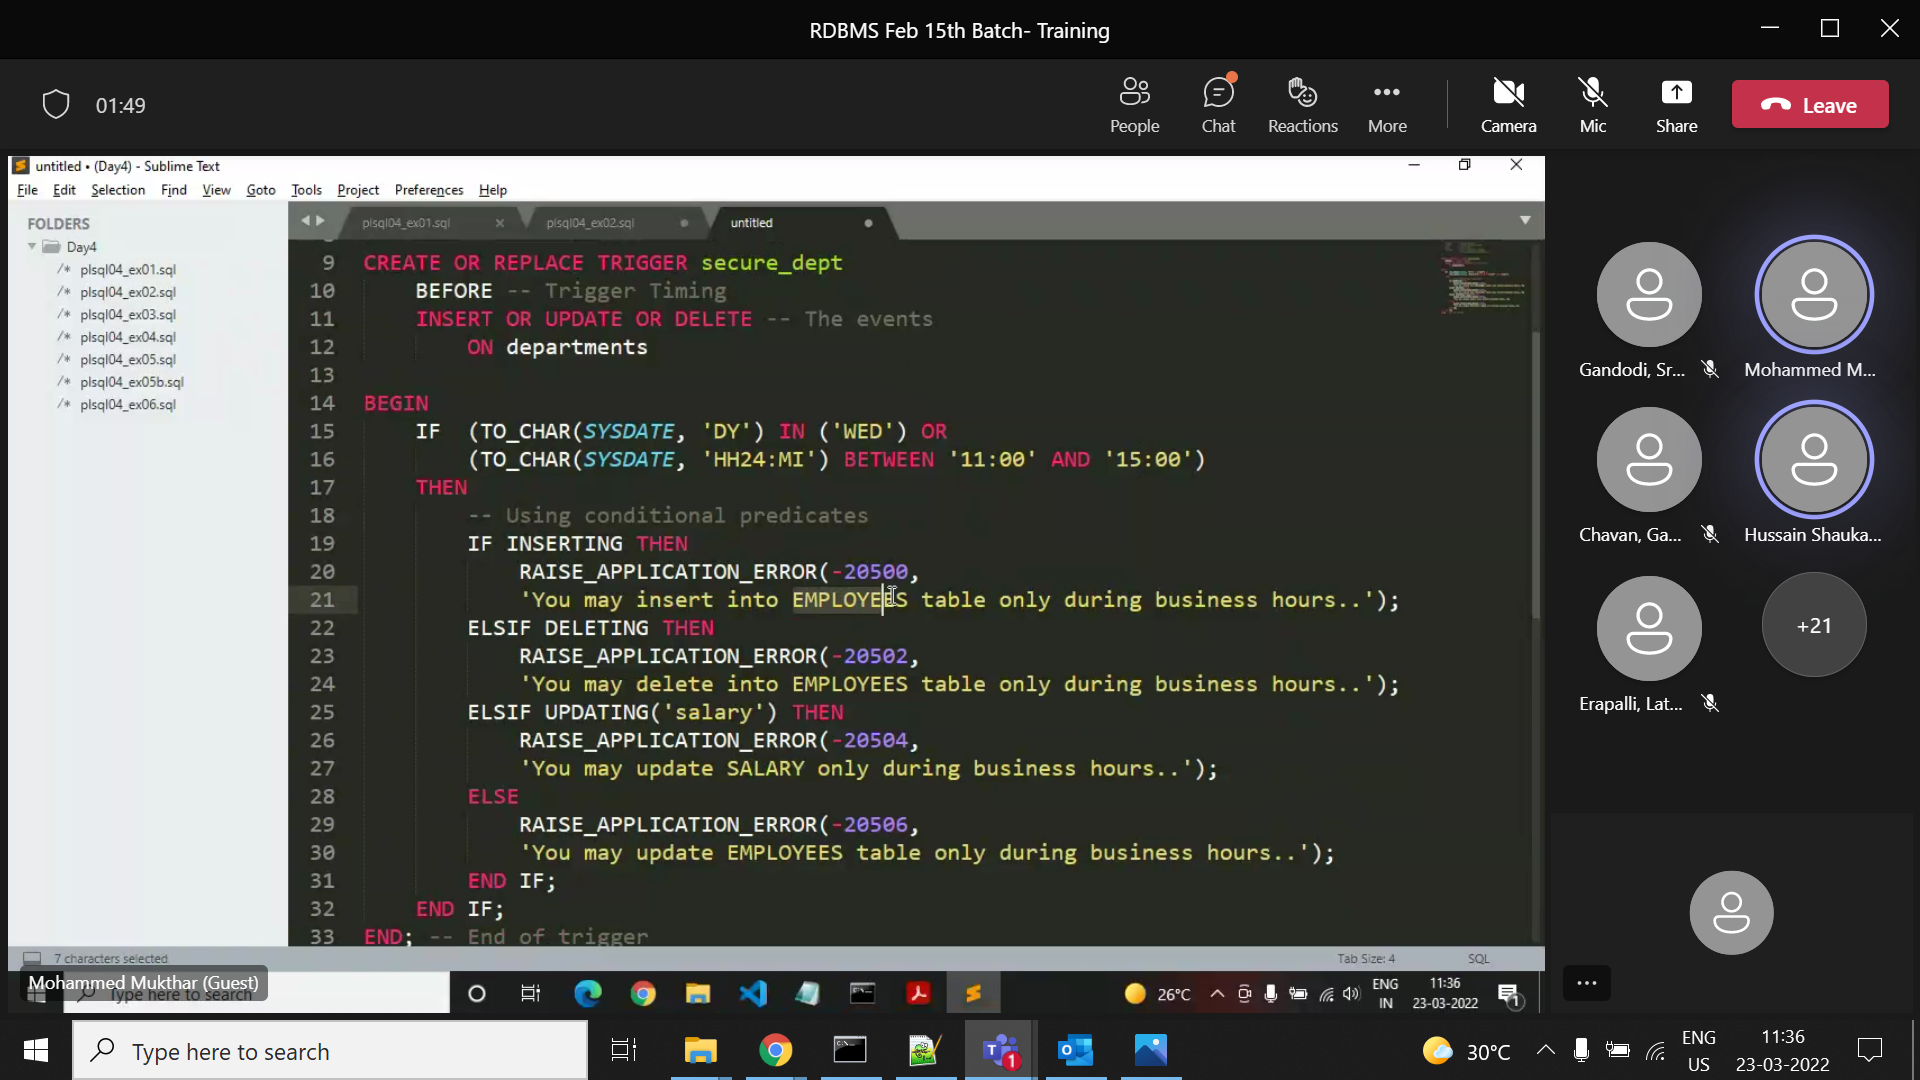 RDBMS Feb 15th Batch- Training
01:49
People
Chat
Reactions
More
Camera
Mic
Share
Leave
untitled • (Day4) - Sublime Text
File Edit Selection Find View Goto Tools Project Preferences Help
FOLDERS
Day4
/* plsql04_ex01.sql
/* plsql04_ex02.sql
/* plsql04_ex03.sql
/* plsql04_ex04.sql
/* plsql04_ex05.sql
/* plsql04_ex05b.sql
/* plsql04_ex06.sql
plsql04_ex01.sql
plsql04_ex02.sql
untitled
9 CREATE OR REPLACE TRIGGER secure_dept
10 BEFORE -- Trigger Timing
11 INSERT OR UPDATE OR DELETE -- The events
12 ON departments
13
14 BEGIN
15 IF (TO_CHAR(SYSDATE, 'DY') IN ('WED') OR
16 (TO_CHAR(SYSDATE, 'HH24:MI') BETWEEN '11:00' AND '15:00')
17 THEN
18 -- Using conditional predicates
19 IF INSERTING THEN
20 RAISE_APPLICATION_ERROR(-20500,
21 'You may insert into EMPLOYEES table only during business hours..');
22 ELSIF DELETING THEN
23 RAISE_APPLICATION_ERROR(-20502,
24 'You may delete into EMPLOYEES table only during business hours..');
25 ELSIF UPDATING('salary') THEN
26 RAISE_APPLICATION_ERROR(-20504,
27 'You may update SALARY only during business hours..');
28 ELSE
29 RAISE_APPLICATION_ERROR(-20506,
30 'You may update EMPLOYEES table only during business hours..');
31 END IF;
32 END IF;
33 END; -- End of trigger
7 characters selected
Tab Size: 4
SQL
Mohammed Mukthar (Guest)
Type here to search
26°C
ENG
IN
11:36
23-03-2022
1
Gandodi, Sr...
Mohammed M...
Chavan, Ga...
Hussain Shauka...
Erapalli, Lat...
+21
Type here to search
1
30°C
ENG
US
11:36
23-03-2022